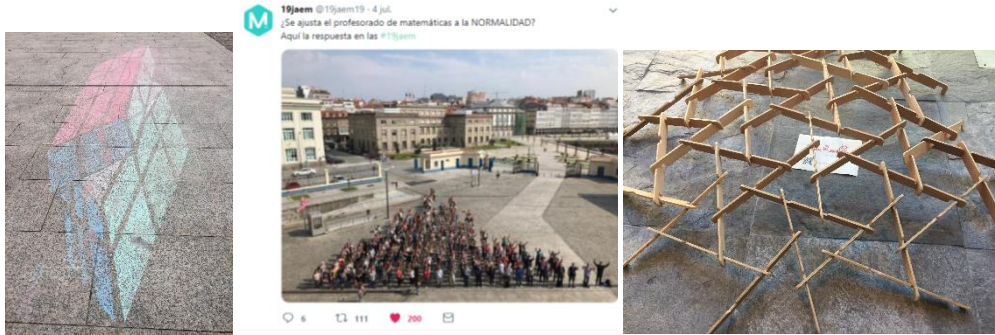 19jaem @19jaem19 · 4 jul.
¿Se ajusta el profesorado de matemáticas a la NORMALIDAD?
Aquí la respuesta en las #19jaem
6 111 200